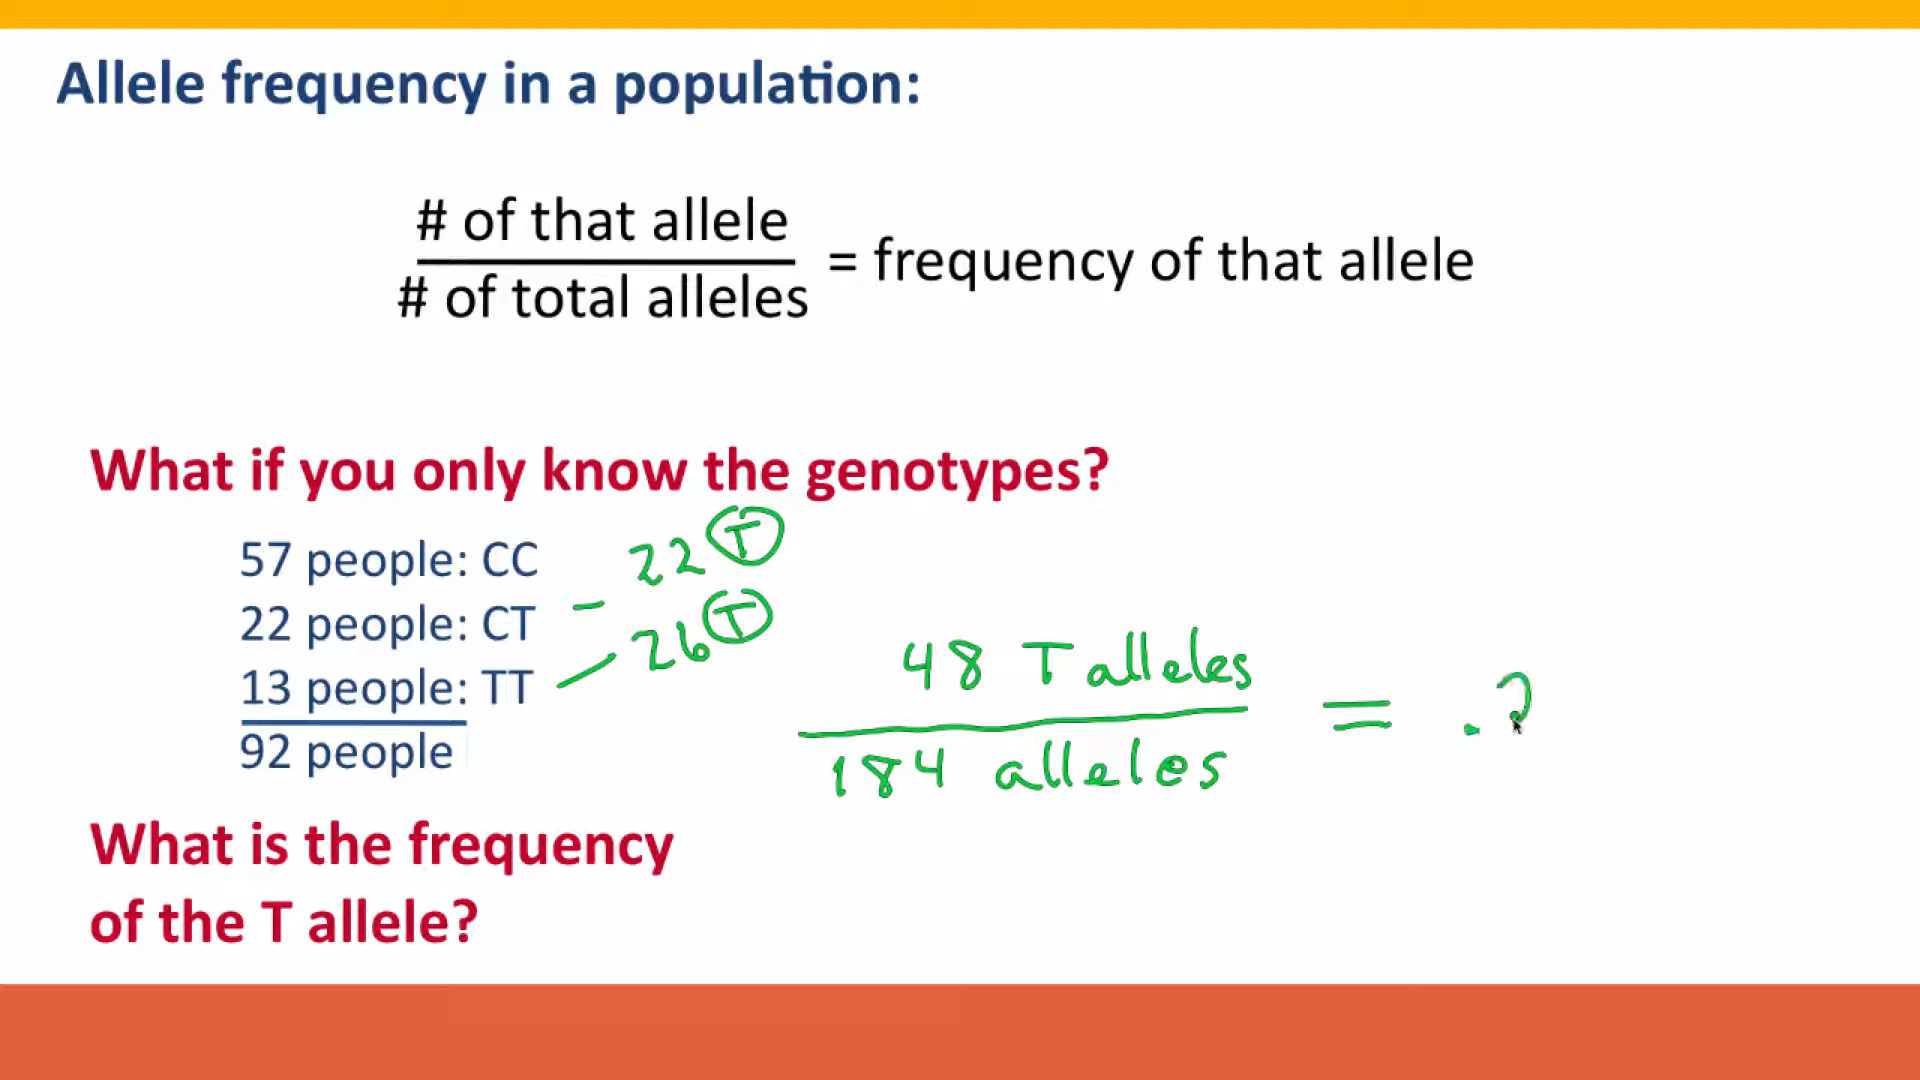 Allele frequency in a population:
# of that allele
# of total alleles
= frequency of that allele
What if you only know the genotypes?
57 people: CC
22 people: CT
13 people: TT
92 people
- 22 T
26 T
48 T alleles
184 alleles
= .
What is the frequency
of the T allele?